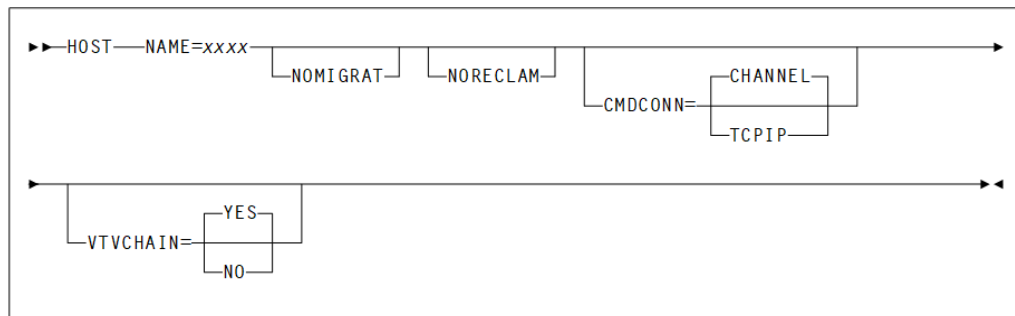 HOST NAME=xxxx
NOMIGRAT
NORECLAM
CHANNEL
CMDCONN=
TCPIP
YES
VTVCHAIN=
NO